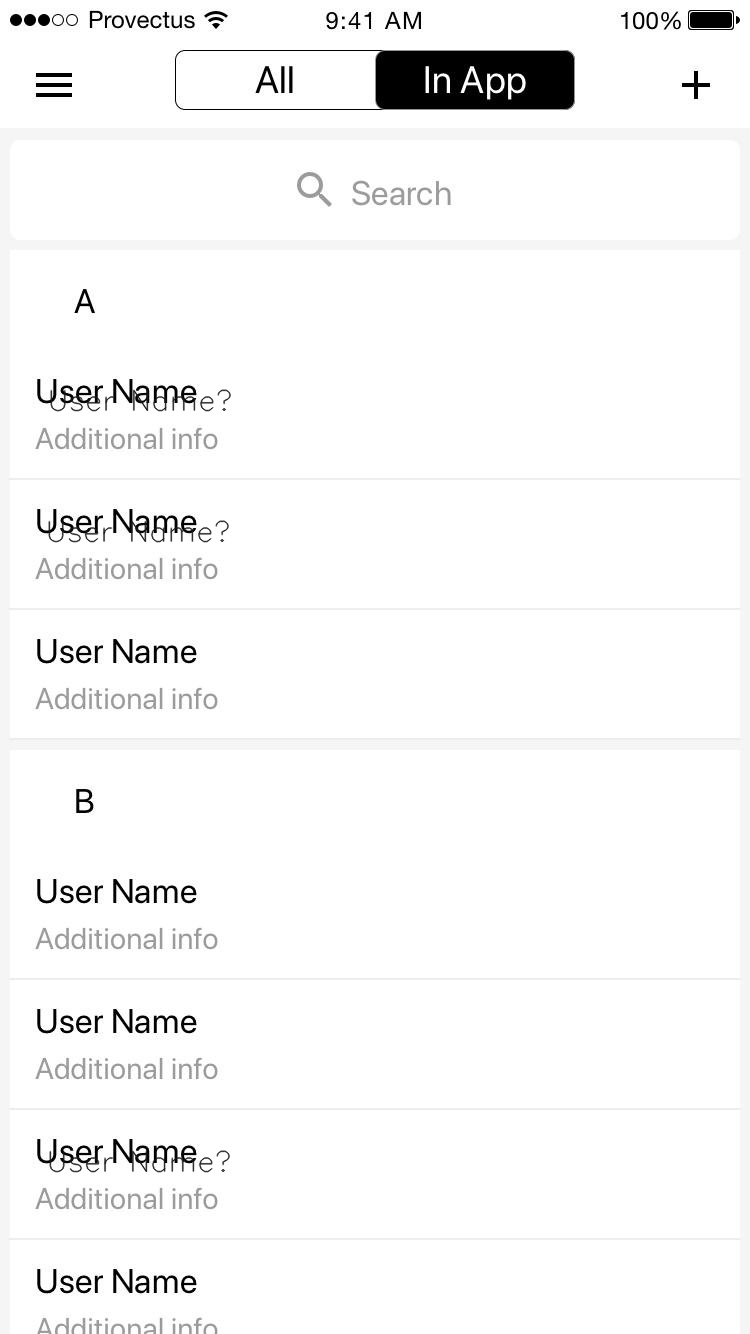 Provectus 9:41 AM 100%
All In App
Search
A
User Name
User Name?
Additional info
User Name
User Name?
Additional info
User Name
Additional info
B
User Name
Additional info
User Name
Additional info
User Name
User Name?
Additional info
User Name
Additional info